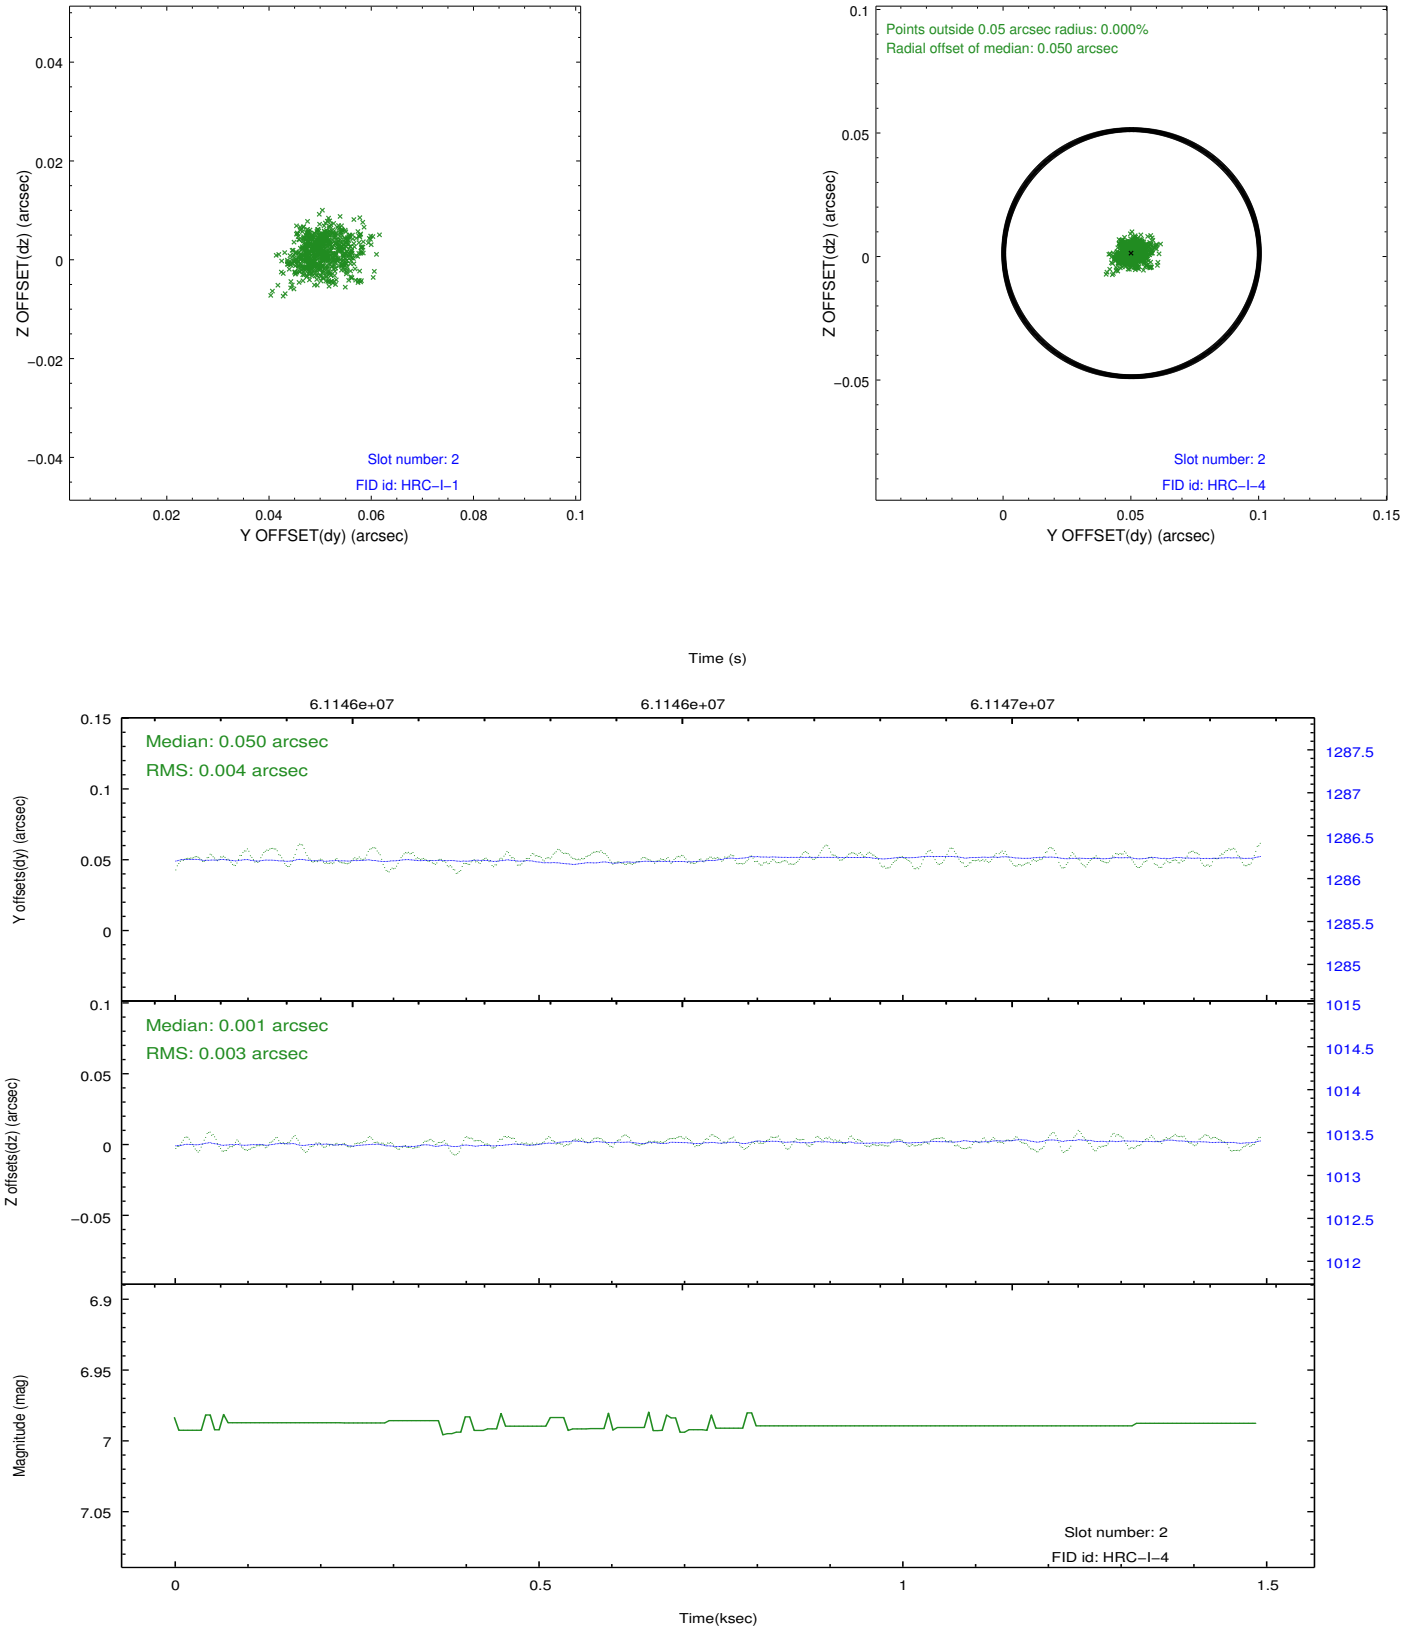 0.04
0.02
0
−0.02
−0.04
Z OFFSET(dz) (arcsec)
Slot number: 2
FID id: HRC−I−1
0.02
0.04
0.06
0.08
0.1
Y OFFSET(dy) (arcsec)
0.1
0.05
0
−0.05
Z OFFSET(dz) (arcsec)
Points outside 0.05 arcsec radius: 0.000%
Radial offset of median: 0.050 arcsec
Slot number: 2
FID id: HRC−I−4
0
0.05
0.1
0.15
Y OFFSET(dy) (arcsec)
Time (s)
6.1146e+07
6.1146e+07
6.1147e+07
0.15
0.1
0.05
0
Y offsets(dy) (arcsec)
Median: 0.050 arcsec
RMS: 0.004 arcsec
1287.5
1287
1286.5
1286
1285.5
1285
0.1
0.05
0
−0.05
Z offsets(dz) (arcsec)
Median: 0.001 arcsec
RMS: 0.003 arcsec
1015
1014.5
1014
1013.5
1013
1012.5
1012
6.9
6.95
7
7.05
Magnitude (mag)
Slot number: 2
FID id: HRC−I−4
0
0.5
1
1.5
Time(ksec)